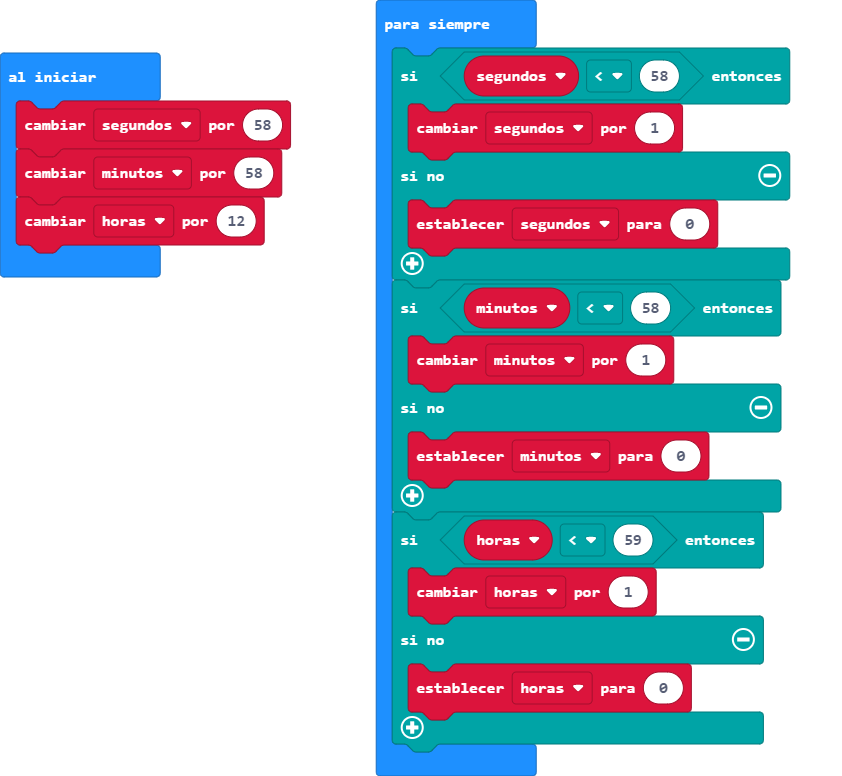 al iniciar
cambiar segundos por 58
cambiar minutos por 58
cambiar horas por 12
para siempre
si segundos < 58 entonces
cambiar segundos por 1
si no
establecer segundos para 0
si minutos < 58 entonces
cambiar minutos por 1
si no
establecer minutos para 0
si horas < 59 entonces
cambiar horas por 1
si no
establecer horas para 0